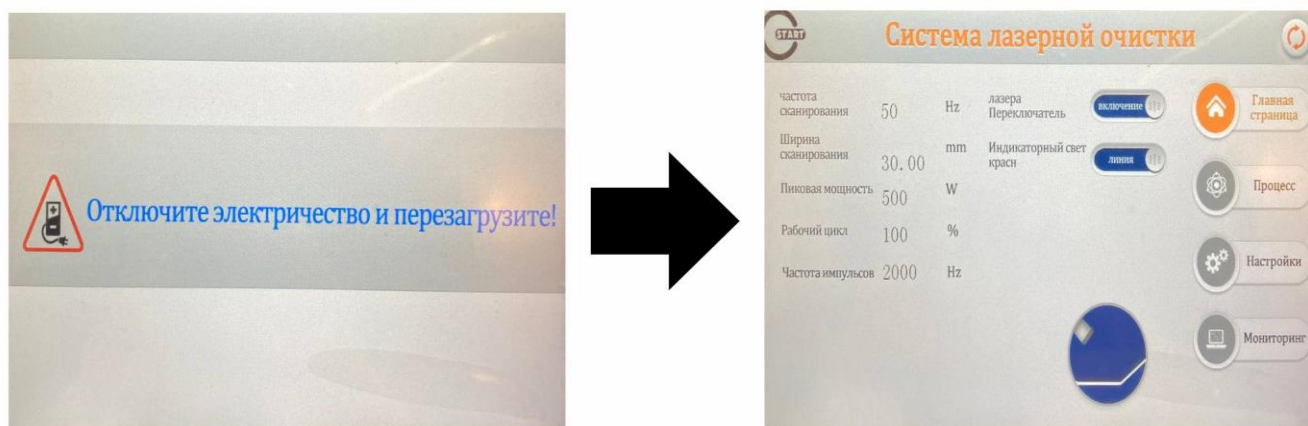 Отключите электричество и перезагрузите!
START
Система лазерной очистки
частота
сканирования
50
Hz
лазера
Переключатель
включение
Главная
страница
Ширина
сканирования
30.00
mm
Индикаторный свет
красн
линия
Процесс
Пиковая мощность
500
W
Рабочий цикл
100
%
Настройки
Частота импульсов
2000
Hz
Мониторинг